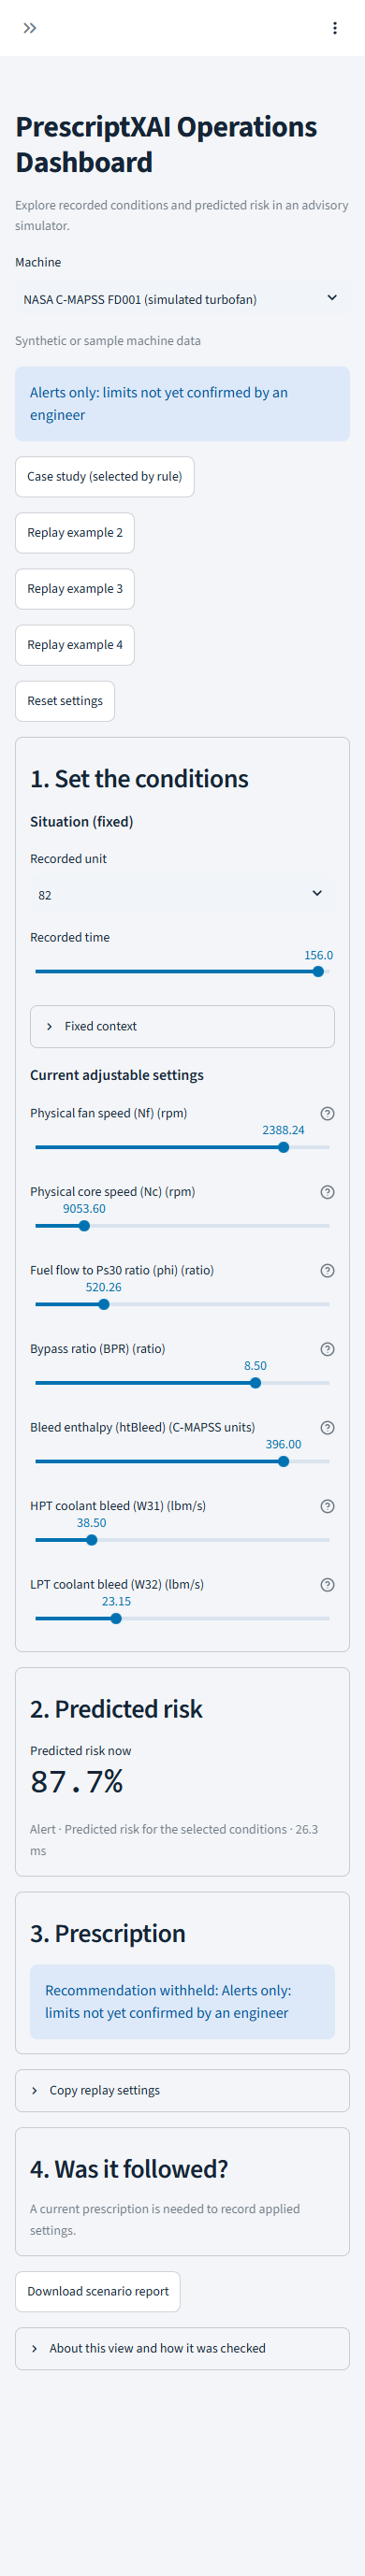 PrescriptXAI Operations
Dashboard
Explore recorded conditions and predicted risk in an advisory
simulator.
Machine
NASA C-MAPSS FD001 (simulated turbofan)
Synthetic or sample machine data
Alerts only: limits not yet confirmed by an
engineer
Case study (selected by rule)
Replay example 2
Replay example 3
Replay example 4
Reset settings
1. Set the conditions
Situation (fixed)
Recorded unit
82
Recorded time
156.0
Fixed context
Current adjustable settings
Physical fan speed (Nf) (rpm)
2388.24
Physical core speed (Nc) (rpm)
9053.60
Fuel flow to Ps30 ratio (phi) (ratio)
520.26
Bypass ratio (BPR) (ratio)
8.50
Bleed enthalpy (htBleed) (C-MAPSS units)
396.00
HPT coolant bleed (W31) (lbm/s)
38.50
LPT coolant bleed (W32) (lbm/s)
23.15
2. Predicted risk
Predicted risk now
87.7%
Alert · Predicted risk for the selected conditions · 26.3
ms
3. Prescription
Recommendation withheld: Alerts only:
limits not yet confirmed by an engineer
Copy replay settings
4. Was it followed?
A current prescription is needed to record applied
settings.
Download scenario report
About this view and how it was checked